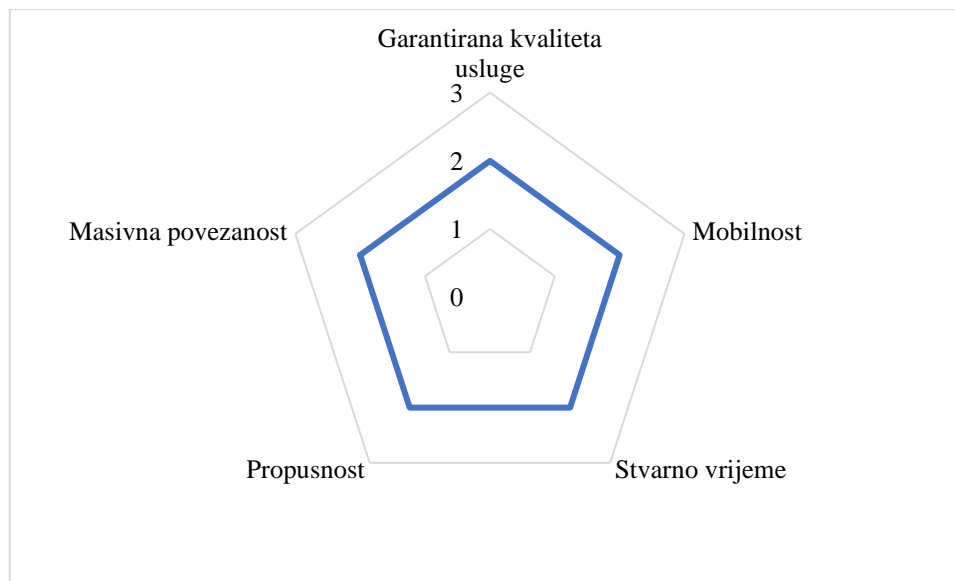 Garantirana kvaliteta
usluge
3
2
1
0
Mobilnost
Stvarno vrijeme
Propusnost
Masivna povezanost